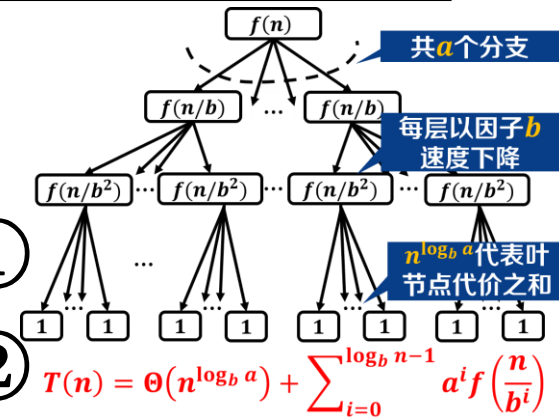 f(n)
共a个分支
f(n/b) ... f(n/b)
每层以因子b
速度下降
f(n/b²) ... f(n/b²) ... f(n/b²) ... f(n/b²)
n^{log_b a}代表叶
节点代价之和
...
... ... ... ...
1 1 1 1 1 1 1 1
2
T(n) = Θ(n^{log_b a}) + ∑_{i=0}^{log_b n−1} a^i f(n/b^i)